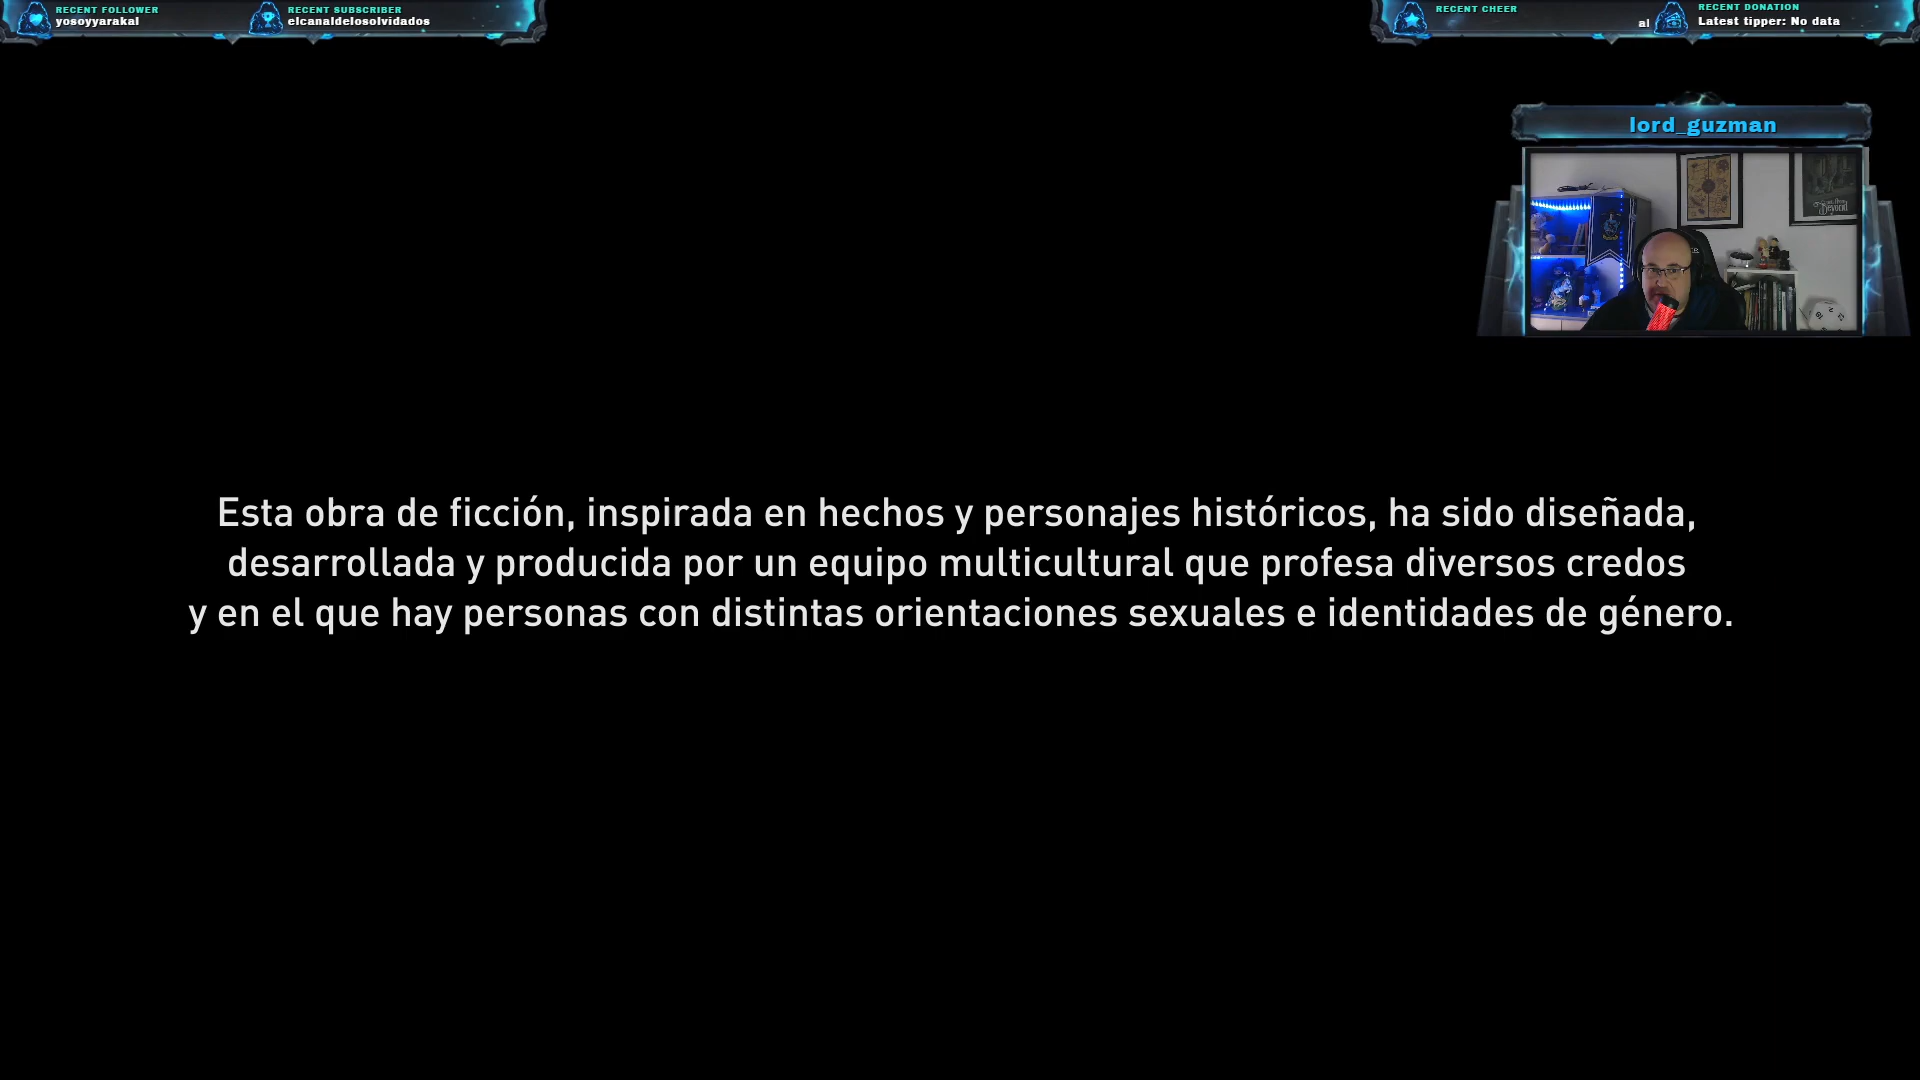 RECENT FOLLOWER
yosoyyarakal
RECENT SUBSCRIBER
elcanaldelosolvidados
RECENT CHEER
al
RECENT DONATION
Latest tipper: No data
lord_guzman
Beyond
Esta obra de ficción, inspirada en hechos y personajes históricos, ha sido diseñada,
desarrollada y producida por un equipo multicultural que profesa diversos credos
y en el que hay personas con distintas orientaciones sexuales e identidades de género.